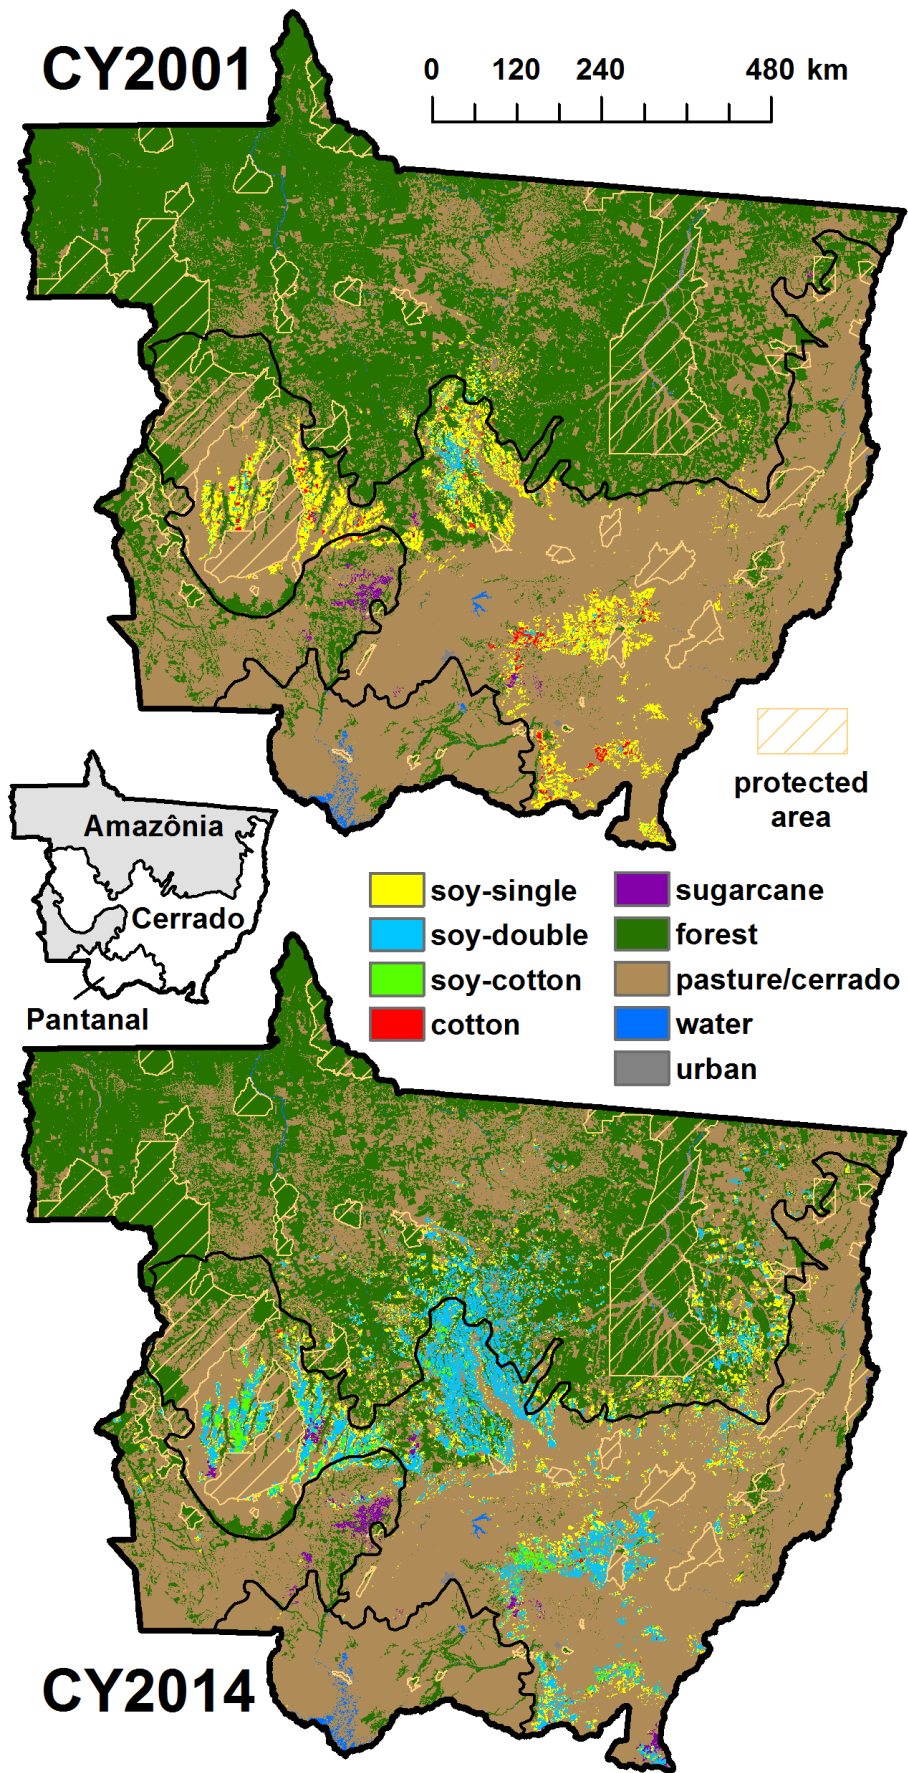 CY2001
0 120 240 480 km
protected
area
Amazônia
Cerrado
Pantanal
soy-single
soy-double
soy-cotton
cotton
sugarcane
forest
pasture/cerrado
water
urban
CY2014